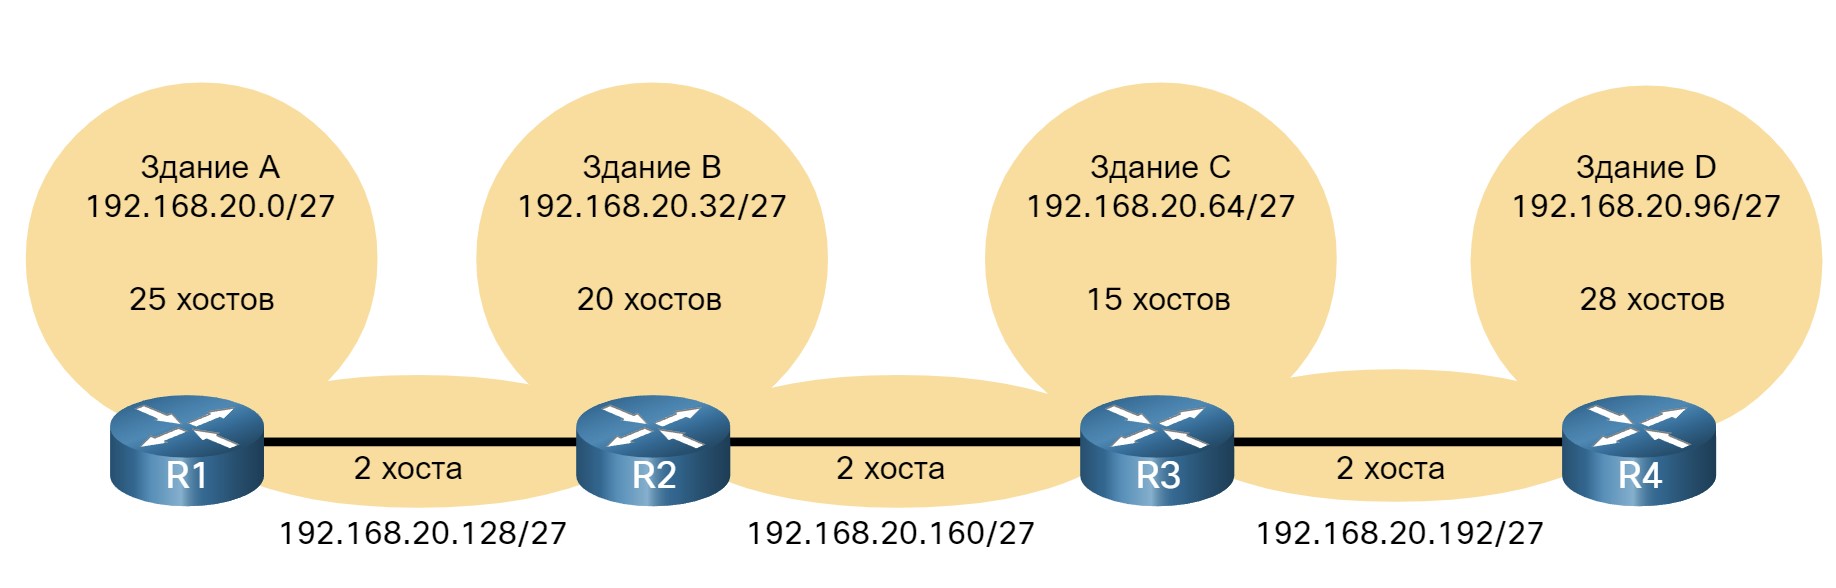 Здание A
192.168.20.0/27
25 хостов
Здание B
192.168.20.32/27
20 хостов
Здание C
192.168.20.64/27
15 хостов
Здание D
192.168.20.96/27
28 хостов
R1
2 хоста
R2
2 хоста
R3
2 хоста
R4
192.168.20.128/27
192.168.20.160/27
192.168.20.192/27